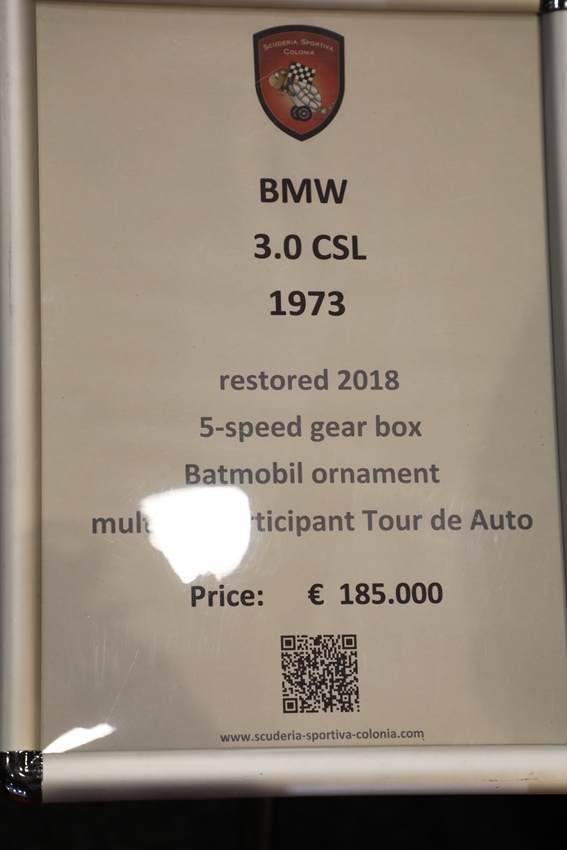 SCUDERIA SPORTIVA
COLONIA
BMW
3.0 CSL
1973
restored 2018
5-speed gear box
Batmobil ornament
Tour de Auto
Price: € 185.000
www.scuderia-sportiva-colonia.com